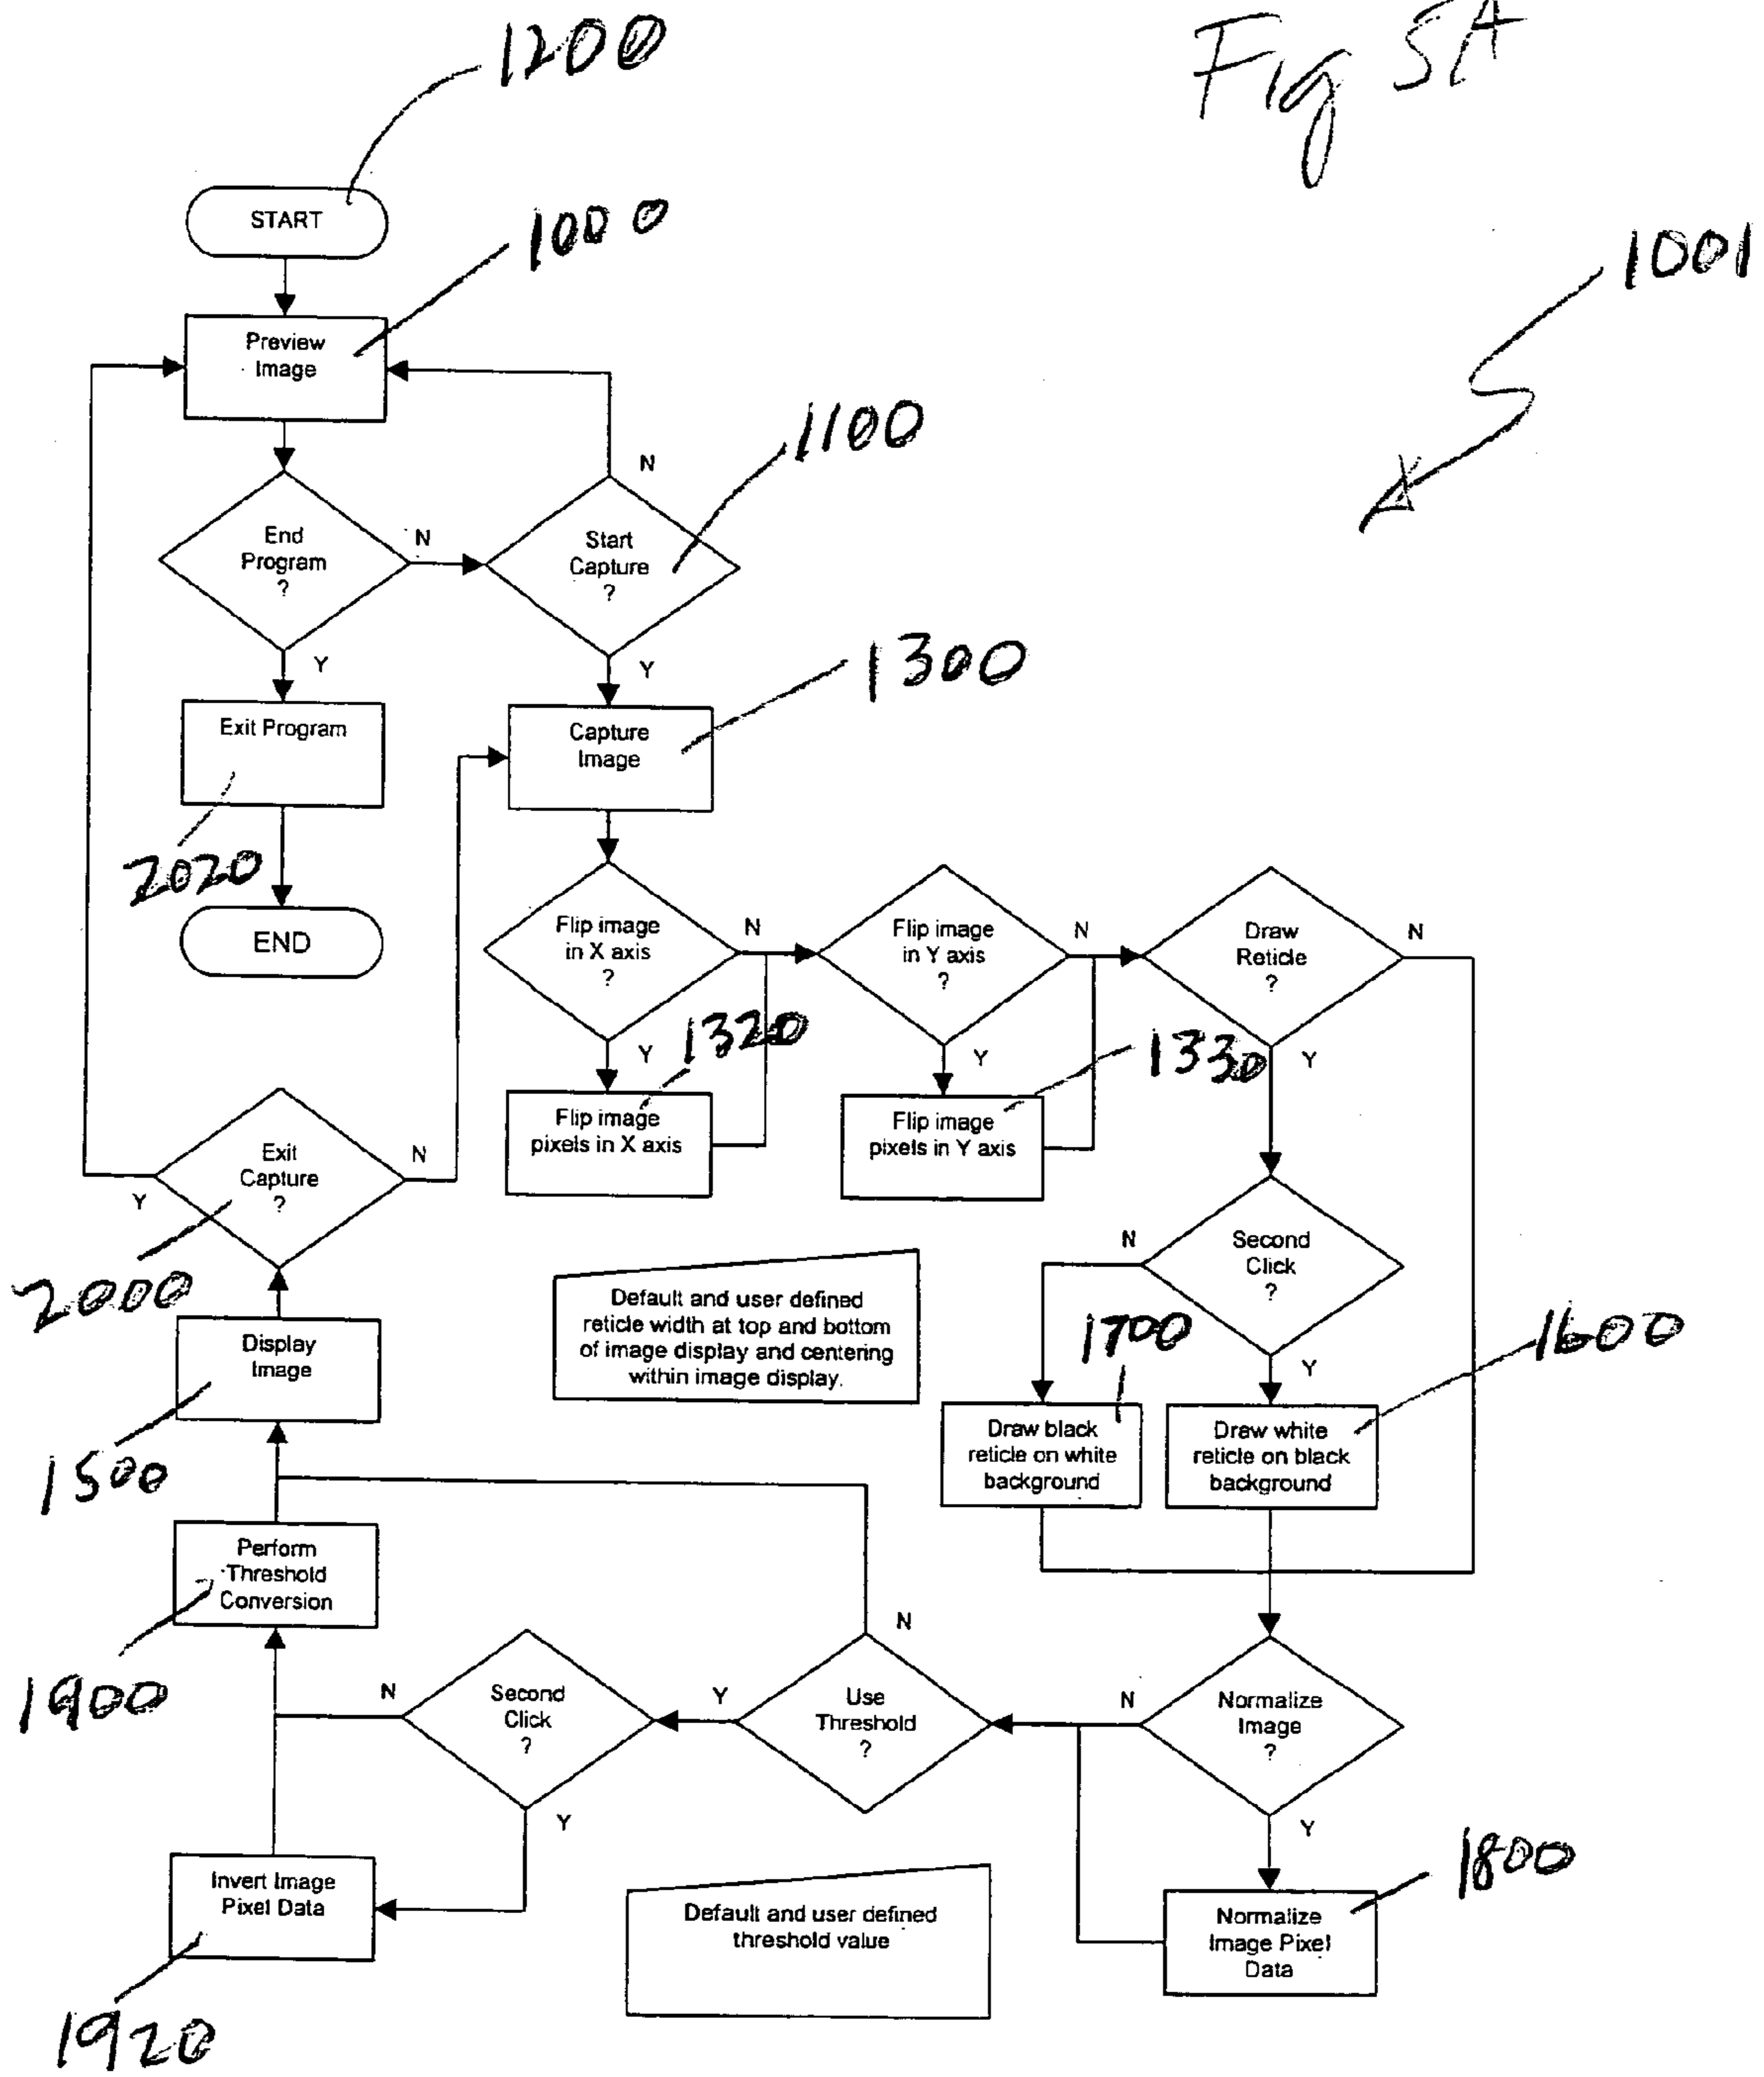 Fig 5A
1200
START
1000
Preview
Image
1001
1100
N
End
Program
?
N
Start
Capture
?
Y
Y
1300
Exit Program
Capture
Image
2020
END
Flip image
in X axis
?
N
Flip image
in Y axis
?
N
Draw
Reticle
?
N
Y
1320
Y
1330
Y
Flip image
pixels in X axis
Flip image
pixels in Y axis
Exit
Capture
?
N
Y
2000
Second
Click
?
N
Y
Default and user defined
reticle width at top and bottom
of image display and centering
within image display.
1700
1600
Display
Image
1500
Draw black
reticle on white
background
Draw white
reticle on black
background
Perform
Threshold
Conversion
1900
N
N
Second
Click
?
Y
Use
Threshold
?
N
Normalize
Image
?
Y
Y
Invert Image
Pixel Data
1920
Default and user defined
threshold value
1800
Normalize
Image Pixel
Data